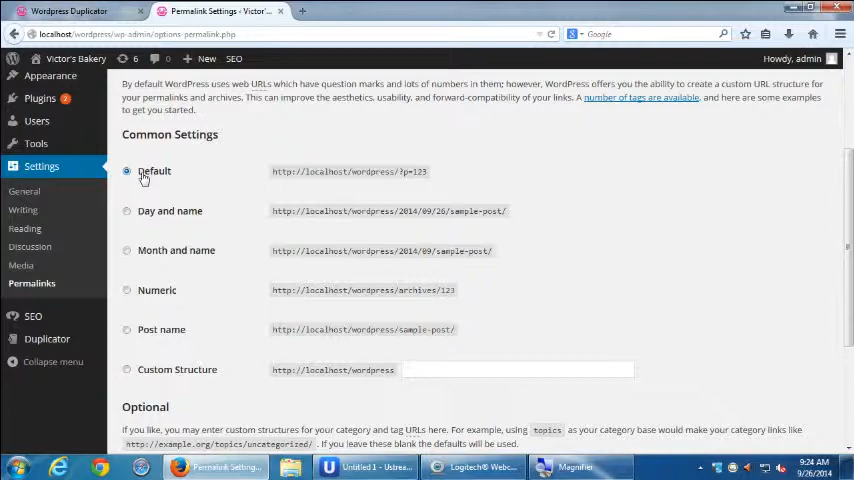 Wordpress Duplicator
Permalink Settings ‹ Victor's'...
localhost/wordpress/wp-admin/options-permalink.php
Google
Victor's Bakery
6
0
New
SEO
Howdy, admin
Appearance
Plugins 2
Users
Tools
Settings
General
Writing
Reading
Discussion
Media
Permalinks
SEO
Duplicator
Collapse menu
By default WordPress uses web URLs which have question marks and lots of numbers in them; however, WordPress offers you the ability to create a custom URL structure for
your permalinks and archives. This can improve the aesthetics, usability, and forward-compatibility of your links. A number of tags are available, and here are some examples
to get you started.
Common Settings
Default http://localhost/wordpress/?p=123
Day and name http://localhost/wordpress/2014/09/26/sample-post/
Month and name http://localhost/wordpress/2014/09/sample-post/
Numeric http://localhost/wordpress/archives/123
Post name http://localhost/wordpress/sample-post/
Custom Structure http://localhost/wordpress
Optional
If you like, you may enter custom structures for your category and tag URLs here. For example, using topics as your category base would make your category links like
http://example.org/topics/uncategorized/ . If you leave these blank the defaults will be used.
Permalink Setting...
Untitled 1 - Ustrea...
Logitech® Webc...
Magnifier
9:24 AM
9/26/2014